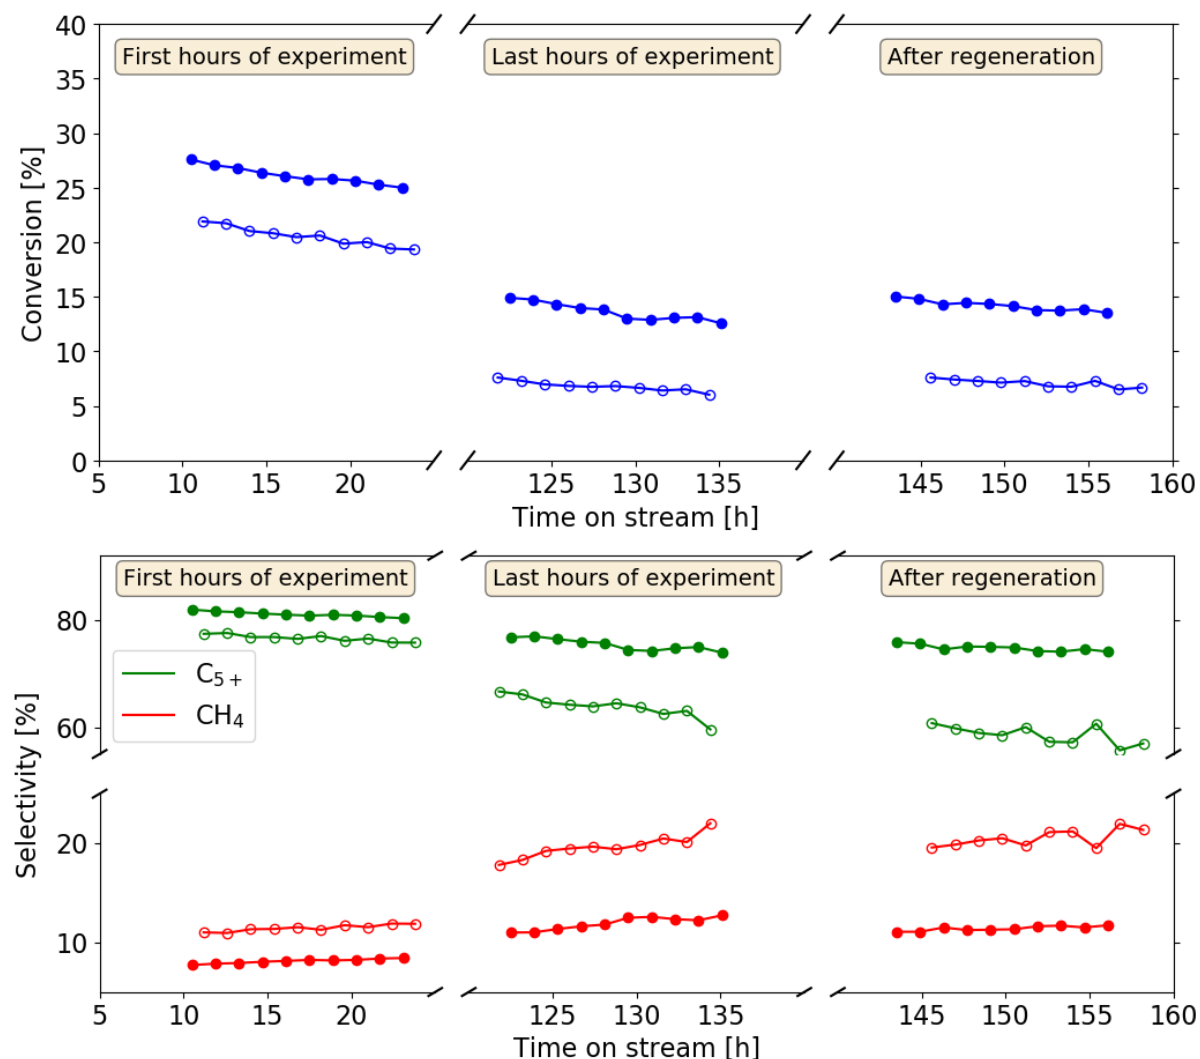 40
35
30
25
20
15
10
5
0
Conversion [%]
First hours of experiment
Last hours of experiment
After regeneration
5 10 15 20 125 130 135 145 150 155 160
Time on stream [h]
80
60
20
10
Selectivity [%]
First hours of experiment
Last hours of experiment
After regeneration
C5+
CH4
5 10 15 20 125 130 135 145 150 155 160
Time on stream [h]